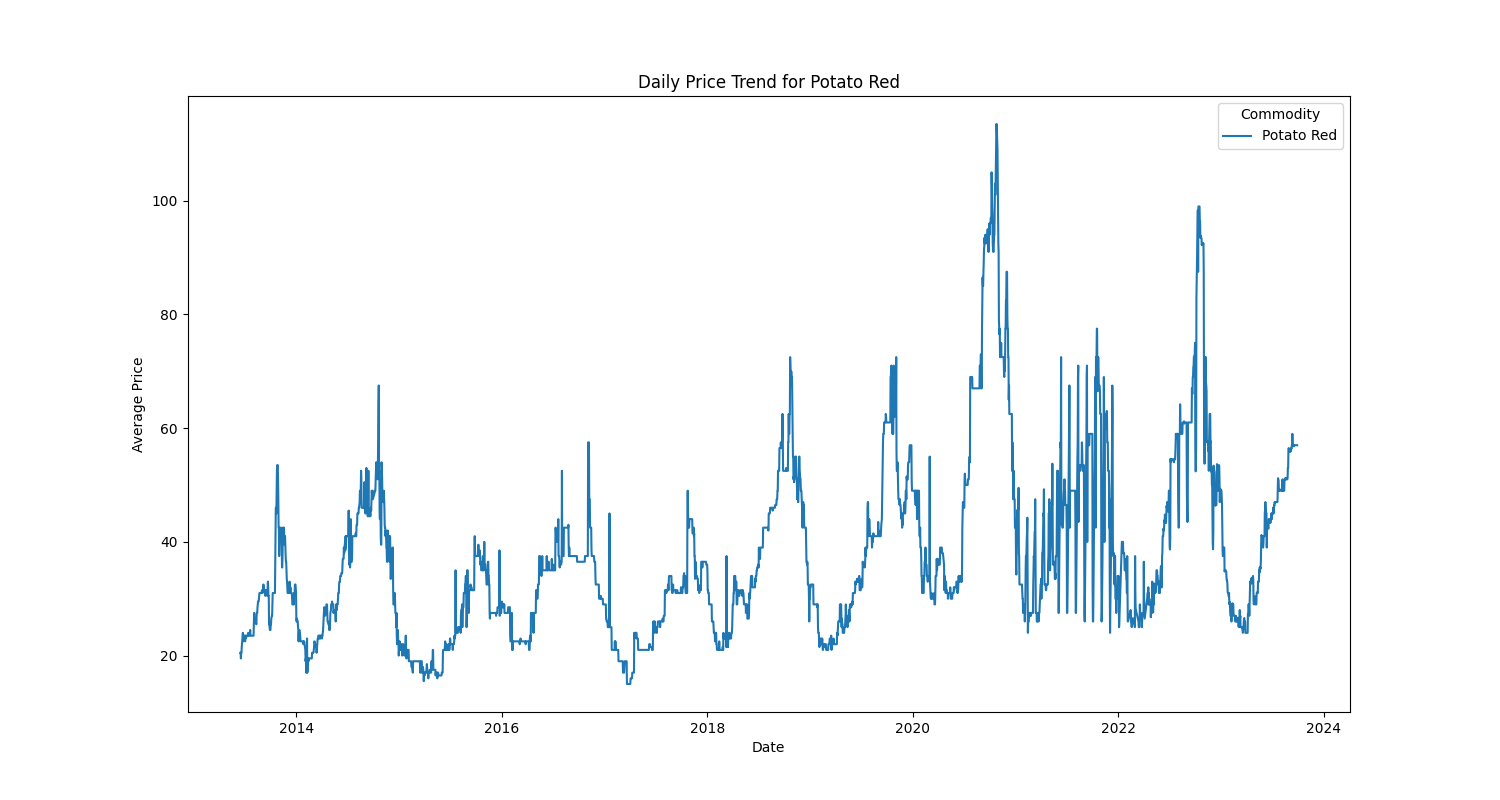 Daily Price Trend for Potato Red
Commodity
Potato Red
100
80
60
40
20
Average Price
2014 2016 2018 2020 2022 2024
Date